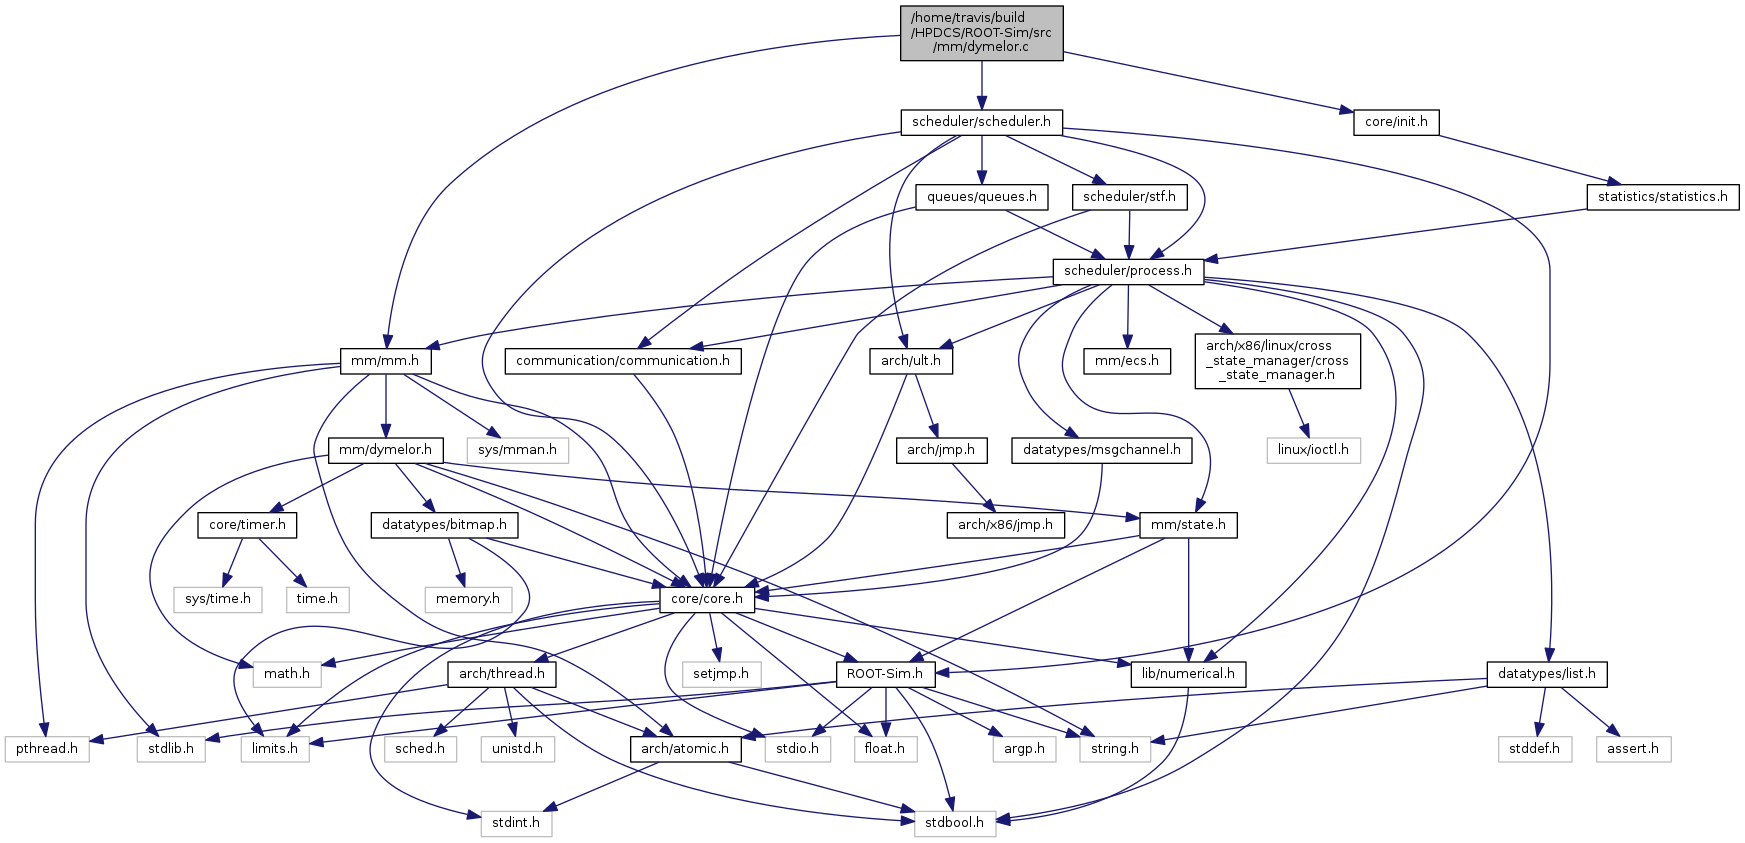 /home/travis/build
/HPDCS/ROOT-Sim/src
/mm/dymelor.c
scheduler/scheduler.h
core/init.h
queues/queues.h
scheduler/stf.h
statistics/statistics.h
scheduler/process.h
mm/mm.h
communication/communication.h
arch/ult.h
mm/ecs.h
arch/x86/linux/cross
_state_manager/cross
_state_manager.h
mm/dymelor.h
sys/mman.h
arch/jmp.h
datatypes/msgchannel.h
linux/ioctl.h
core/timer.h
datatypes/bitmap.h
arch/x86/jmp.h
mm/state.h
sys/time.h
time.h
memory.h
core/core.h
math.h
arch/thread.h
setjmp.h
ROOT-Sim.h
lib/numerical.h
datatypes/list.h
pthread.h
stdlib.h
limits.h
sched.h
unistd.h
arch/atomic.h
stdio.h
float.h
argp.h
string.h
stddef.h
assert.h
stdint.h
stdbool.h